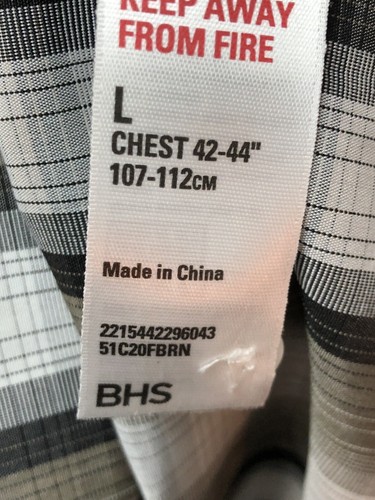 KEEP AWAY
FROM FIRE
L
CHEST 42-44"
107-112CM
Made in China
2215442296043
51C20FBRN
BHS